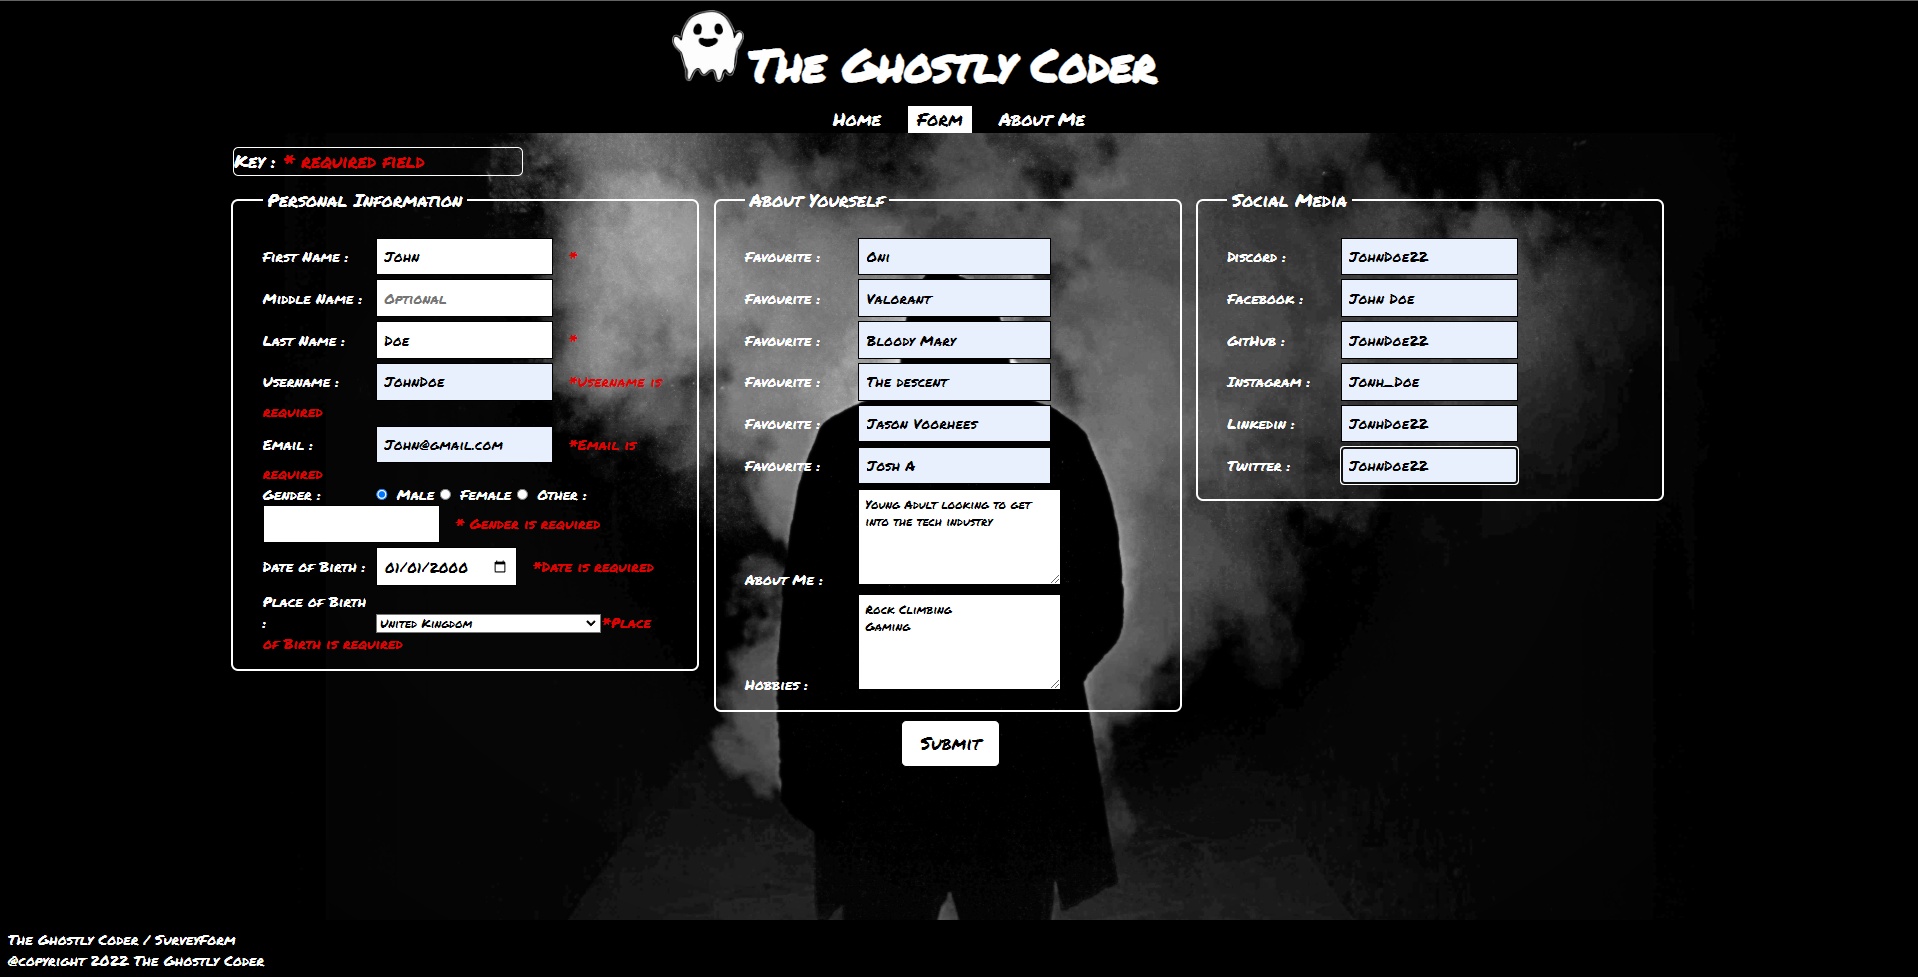 The Ghostly Coder
Home Form About Me
Key : * required field
Personal Information
First Name : John *
Middle Name : Optional
Last Name : Doe *
Username : JohnDoe *Username is
required
Email : John@gmail.com *Email is
required
Gender : Male Female Other :
* Gender is required
Date of Birth : 01/01/2000 *Date is required
Place of Birth
: United Kingdom *Place
of Birth is required
About Yourself
Favourite : Oni
Favourite : Valorant
Favourite : Bloody Mary
Favourite : The descent
Favourite : Jason Voorhees
Favourite : Josh A
Young Adult looking to get
into the tech industry
About Me :
Rock Climbing
Gaming
Hobbies :
Social Media
Discord : JohnDoe22
Facebook : John Doe
GitHub : JohnDoe22
Instagram : Jonh_Doe
Linkedin : JonhDoe22
Twitter : JohnDoe22
Submit
The Ghostly Coder / SurveyForm
@copyright 2022 The Ghostly Coder